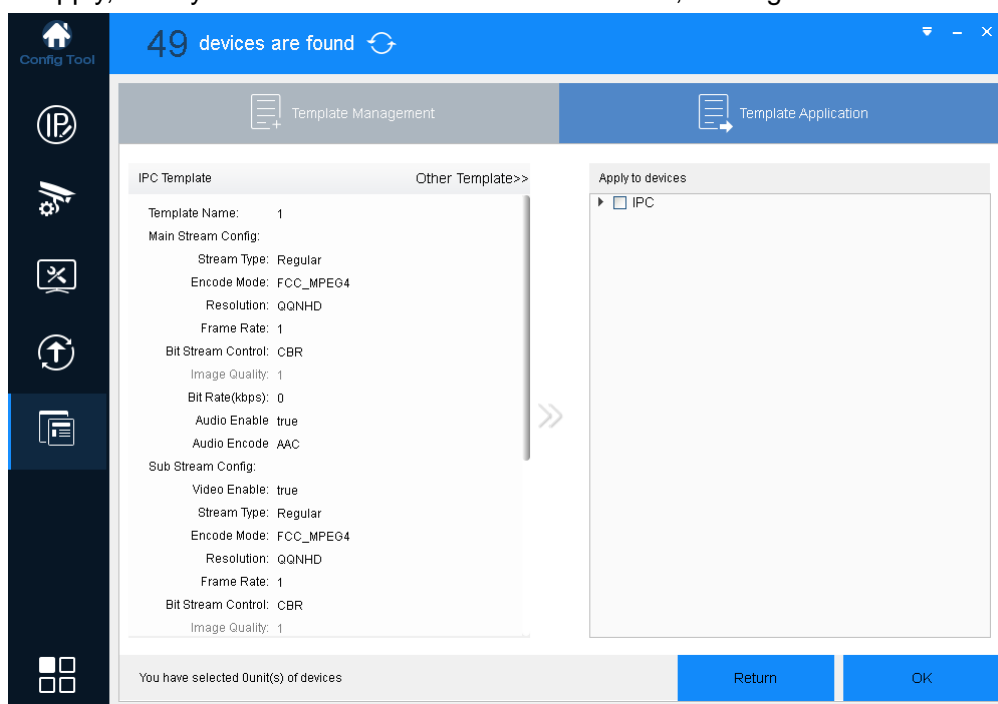 Config Tool
49 devices are found
Template Management
Template Application
IPC Template
Other Template>>
Template Name: 1
Main Stream Config:
Stream Type: Regular
Encode Mode: FCC_MPEG4
Resolution: QQNHD
Frame Rate: 1
Bit Stream Control: CBR
Image Quality: 1
Bit Rate(kbps): 0
Audio Enable true
Audio Encode AAC
Sub Stream Config:
Video Enable: true
Stream Type: Regular
Encode Mode: FCC_MPEG4
Resolution: QQNHD
Frame Rate: 1
Bit Stream Control: CBR
Image Quality: 1
Apply to devices
IPC
You have selected 0unit(s) of devices
Return
OK
IP